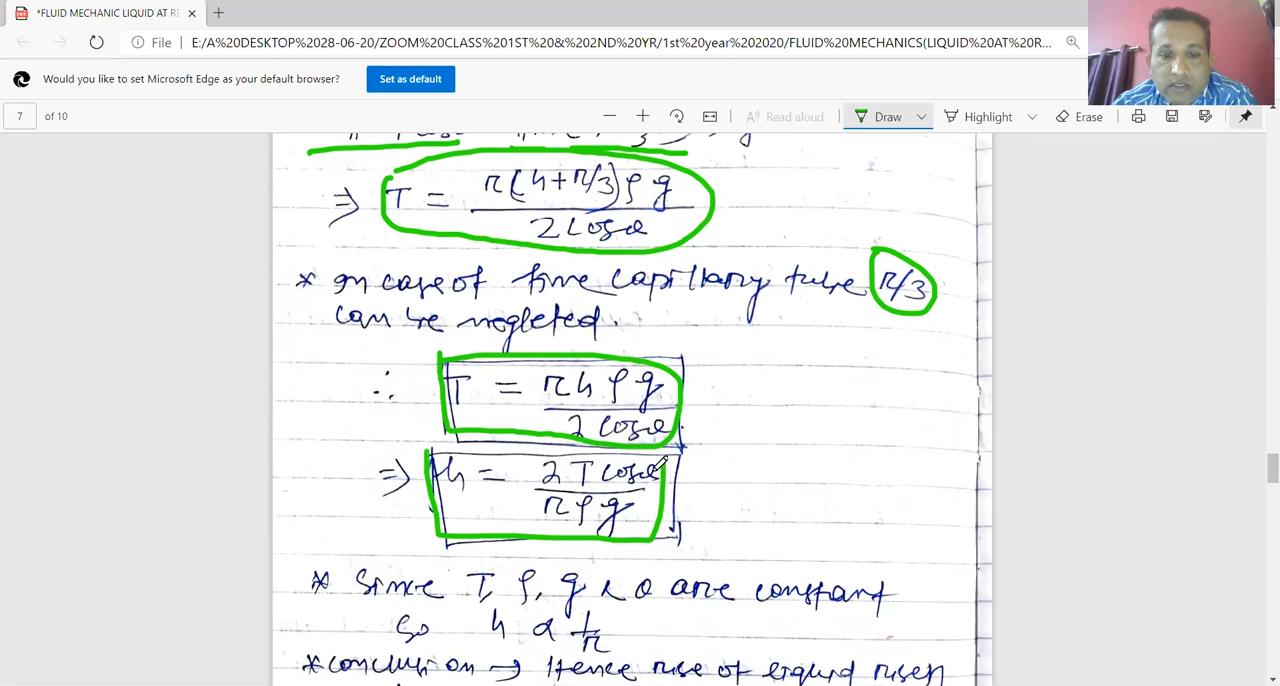 *FLUID MECHANIC LIQUID AT RE
File
E:/A%20DESKTOP%2028-06-20/ZOOM%20CLASS%201ST%20&%202ND%20YR/1st%20year%202020/FLUID%20MECHANICS(LIQUID%20AT%20R...
Would you like to set Microsoft Edge as your default browser?
Set as default
7 of 10
Read aloud
Draw
Highlight
Erase
⇒ T = r(h+r/3)ρg / 2cosθ
* In case of fine capillary tube r/3
can be negleted.
∴ T = rhρg / 2cosθ
⇒ h = 2Tcosθ / rρg
* Since T, ρ, g & θ are constant
So h α 1/r
*conclusion → Hence rise of liquid risen